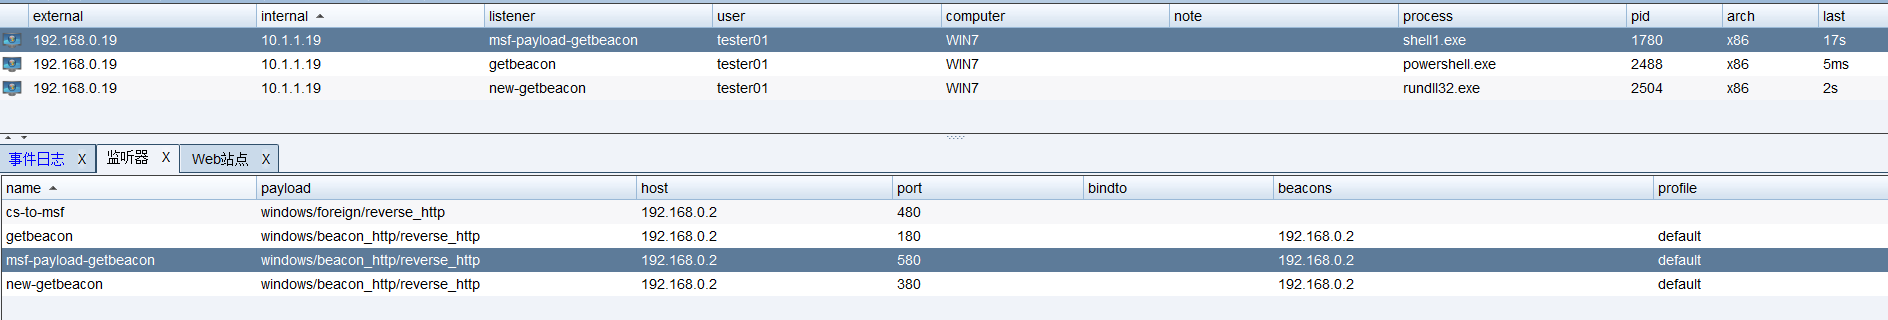 external internal listener user computer note process pid arch last
192.168.0.19 10.1.1.19 msf-payload-getbeacon tester01 WIN7 shell1.exe 1780 x86 17s
192.168.0.19 10.1.1.19 getbeacon tester01 WIN7 powershell.exe 2488 x86 5ms
192.168.0.19 10.1.1.19 new-getbeacon tester01 WIN7 rundll32.exe 2504 x86 2s
事件日志 X 监听器 X Web站点 X
name payload host port bindto beacons profile
cs-to-msf windows/foreign/reverse_http 192.168.0.2 480
getbeacon windows/beacon_http/reverse_http 192.168.0.2 180 192.168.0.2 default
msf-payload-getbeacon windows/beacon_http/reverse_http 192.168.0.2 580 192.168.0.2 default
new-getbeacon windows/beacon_http/reverse_http 192.168.0.2 380 192.168.0.2 default